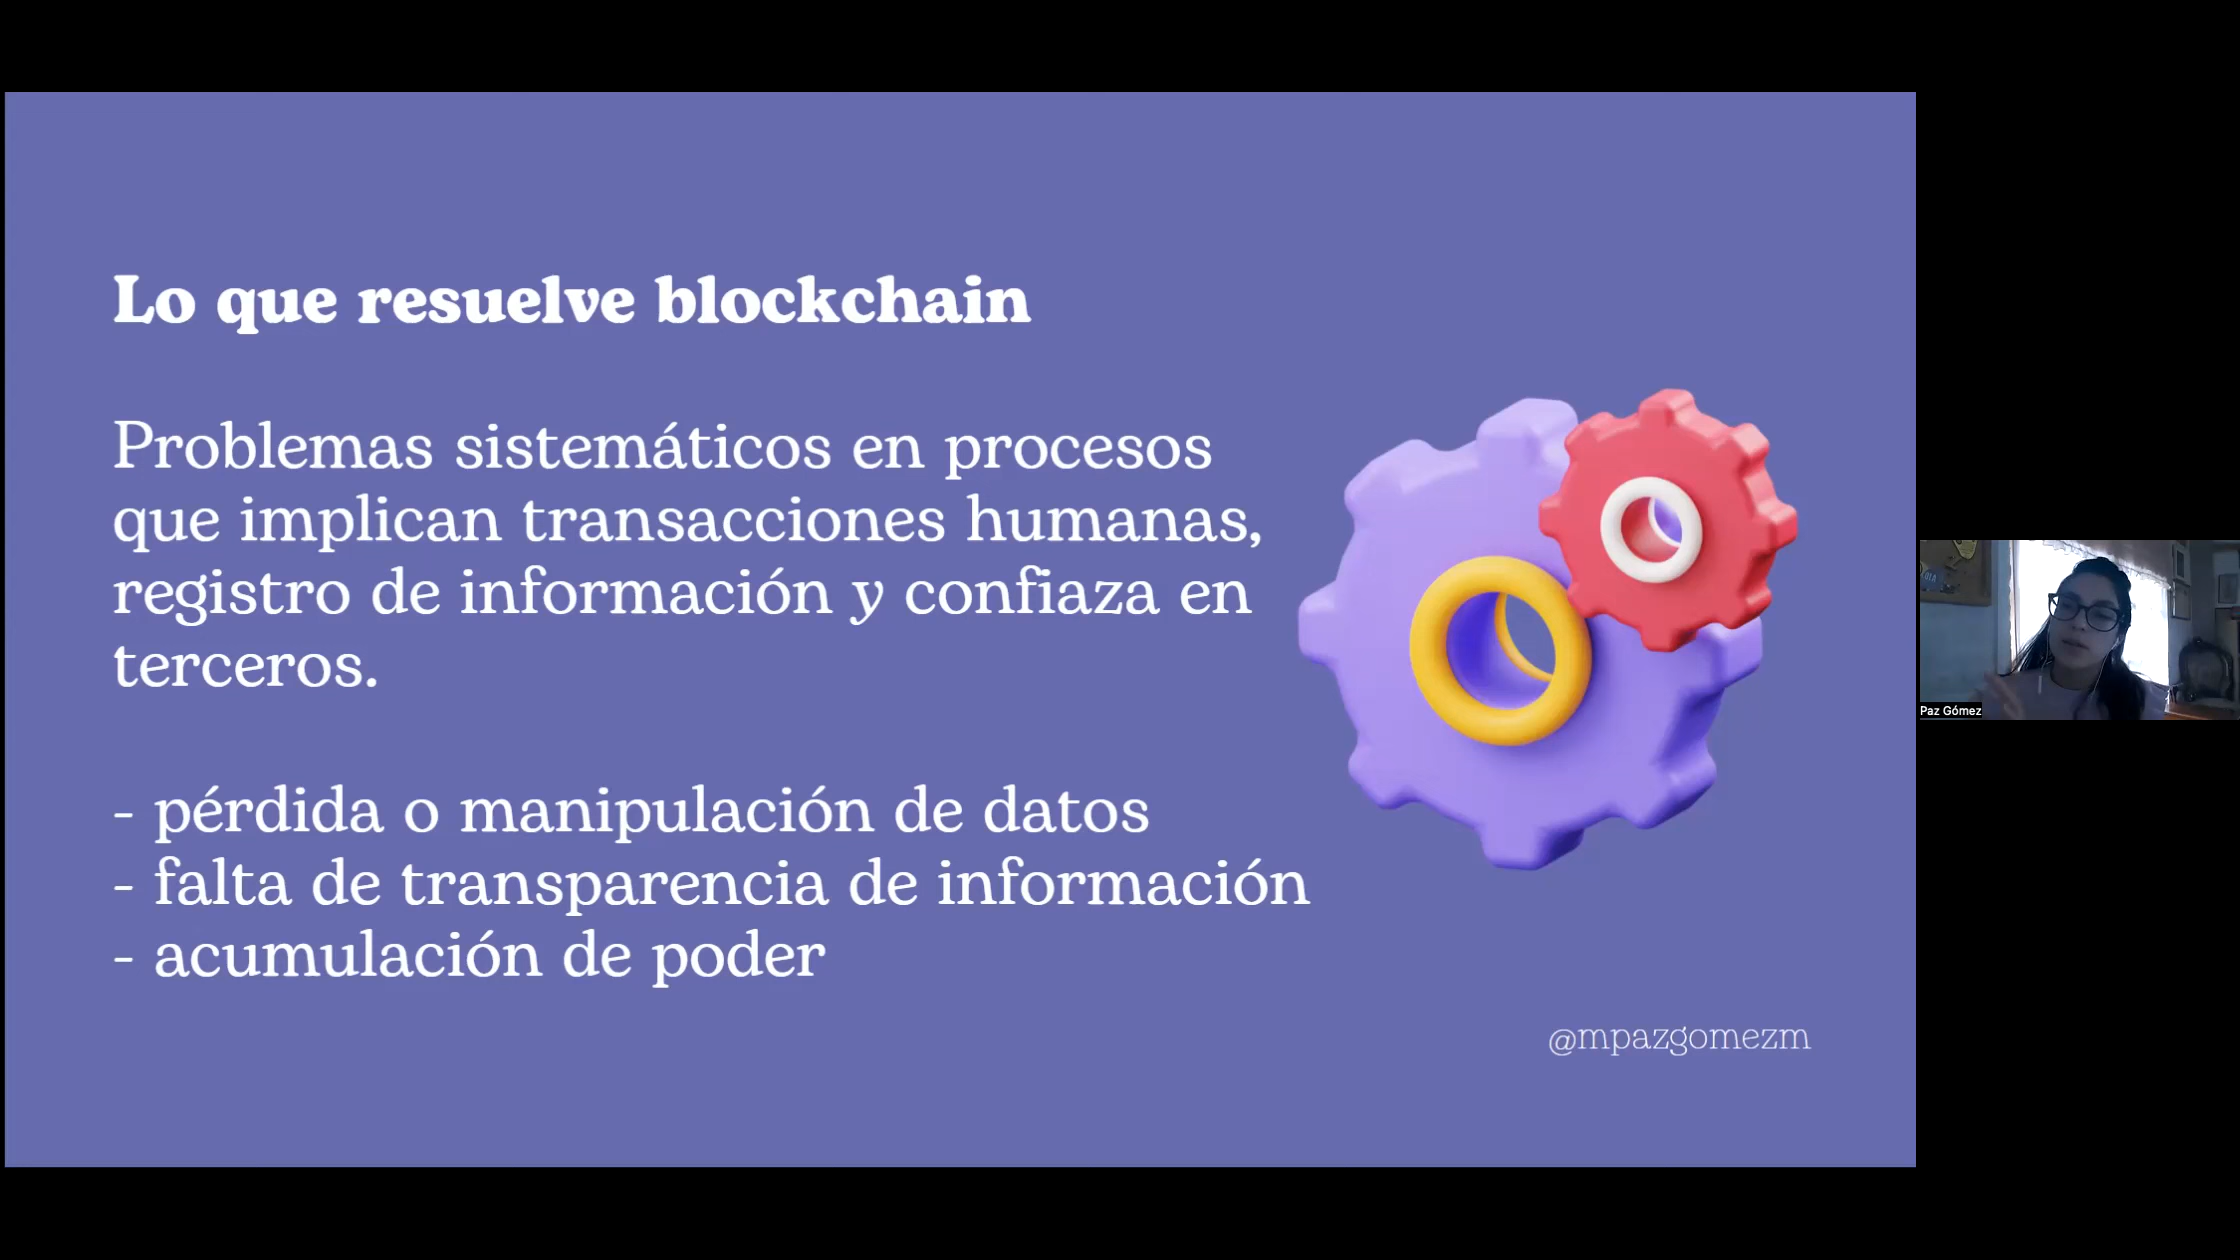 Lo que resuelve blockchain
Problemas sistemáticos en procesos
que implican transacciones humanas,
registro de información y confiaza en
terceros.
- pérdida o manipulación de datos
- falta de transparencia de información
- acumulación de poder
@mpazgomezm
Paz Gómez